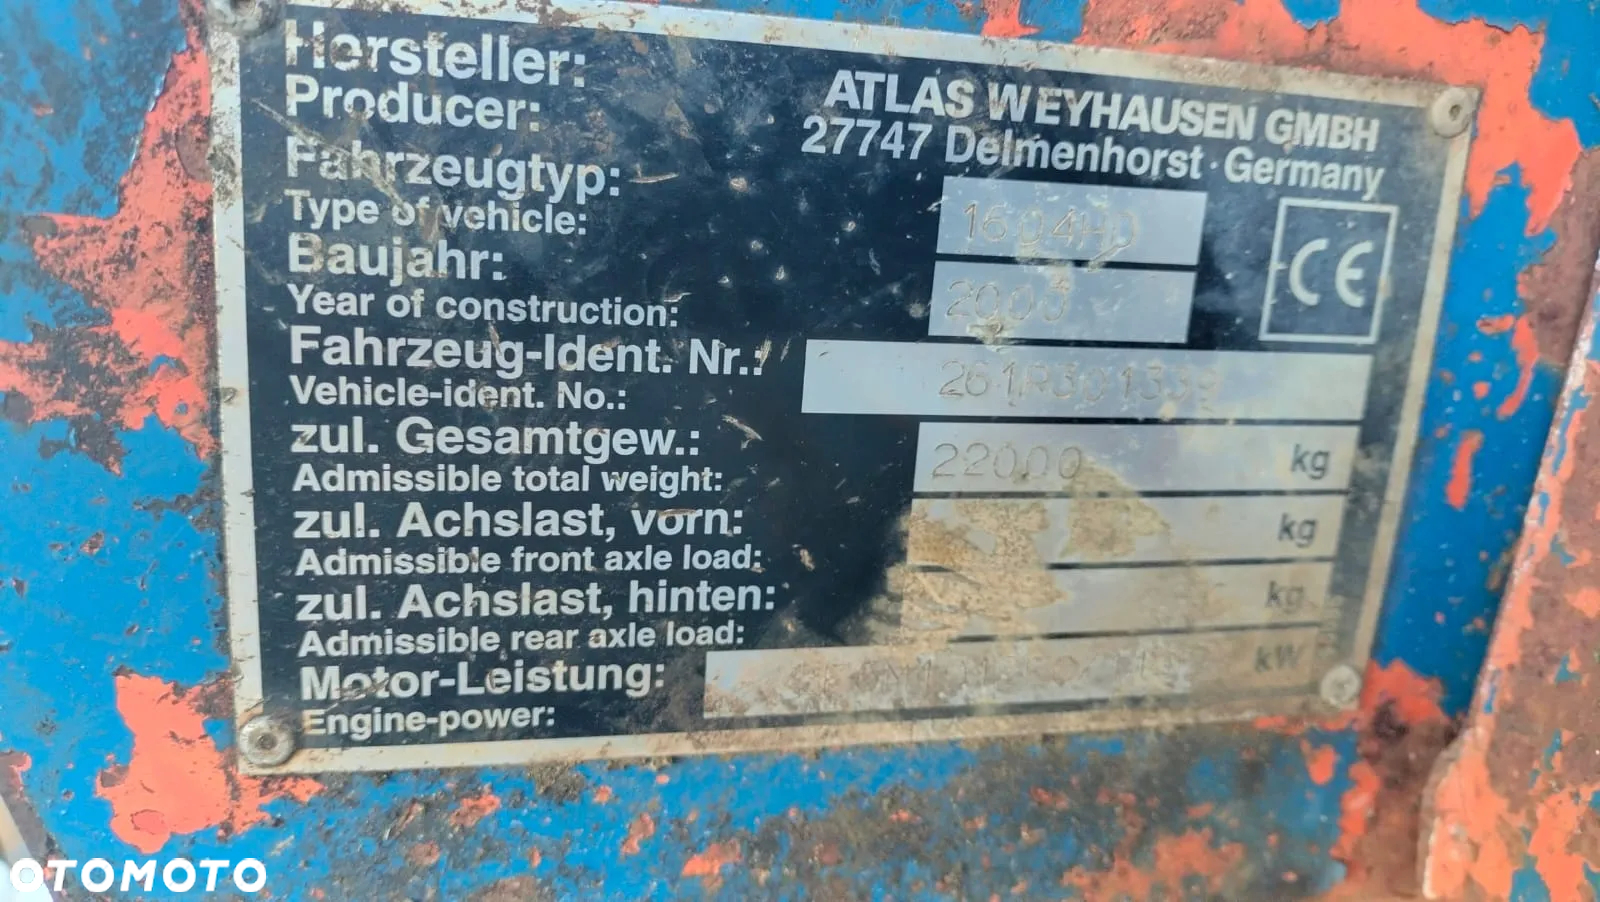 Hersteller:
Producer:
ATLAS WEYHAUSEN GMBH
27747 Delmenhorst · Germany
Fahrzeugtyp:
Type of vehicle:
1604HD
Baujahr:
Year of construction:
2000
CE
Fahrzeug-Ident. Nr.:
Vehicle-ident. No.:
261R301339
zul. Gesamtgew.:
Admissible total weight:
22000 kg
zul. Achslast, vorn:
Admissible front axle load:
kg
zul. Achslast, hinten:
Admissible rear axle load:
kg
Motor-Leistung:
Engine-power:
kW
OTOMOTO